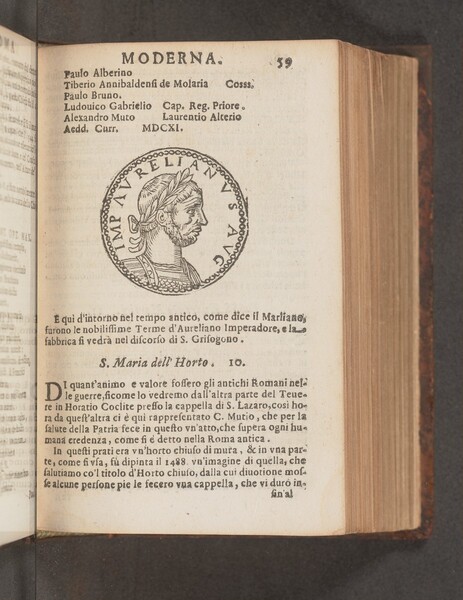 MODERNA. 59
Paulo Alberino
Tiberio Annibaldensi de Molaria Coss.
Paulo Bruno.
Ludouico Gabrielio Cap. Reg. Priore.
Alexandro Muto Laurentio Alterio
Aedd. Curr. MDCXI.
IMP AVRELIANVS AVG
E qui d'intorno nel tempo antico, come dice il Marliano,
furono le nobilissime Terme d'Aureliano Imperadore, e la
fabbrica si vedrà nel discorso di S. Grisogono.
S. Maria dell'Horto. 10.
DI quant'animo e valore fossero gli antichi Romani nel-
le guerre, sicome lo vedremo dall'altra parte del Teue-
re in Horatio Coclite presso la cappella di S. Lazaro, cosi ho
ra da quest'altra ci è qui rappresentato C. Mutio, che per la
salute della Patria fece in questo vn'atto, che supera ogni hu
mana credenza, come si è detto nella Roma antica.
In questi prati era vn'horto chiuso di mura, & in vna par-
te, come si vsa, fù dipinta il 1488 vn'imagine di quella, che
salutiamo co'l titolo d'Horto chiuso, dalla cui diuotione mos-
se alcune persone pie le fecero vna cappella, che vi durò in-
sin'al